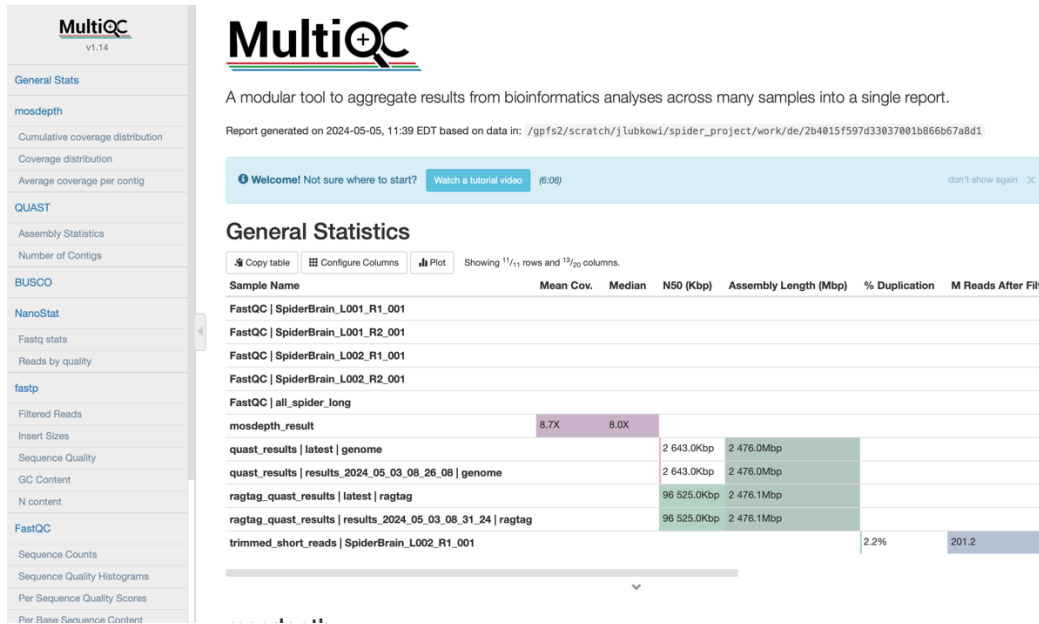 MultiQC
v1.14
General Stats
mosdepth
Cumulative coverage distribution
Coverage distribution
Average coverage per contig
QUAST
Assembly Statistics
Number of Contigs
BUSCO
NanoStat
Fastq stats
Reads by quality
fastp
Filtered Reads
Insert Sizes
Sequence Quality
GC Content
N content
FastQC
Sequence Counts
Sequence Quality Histograms
Per Sequence Quality Scores
Per Base Sequence Content
MultiQC
A modular tool to aggregate results from bioinformatics analyses across many samples into a single report.
Report generated on 2024-05-05, 11:39 EDT based on data in: /gpfs2/scratch/jlubkowi/spider_project/work/de/2b4015f597d33037001b866b67a8d1
Welcome! Not sure where to start? Watch a tutorial video (6:06) don't show again ×
General Statistics
Copy table Configure Columns Plot Showing 11/11 rows and 13/20 columns.
Sample Name Mean Cov. Median N50 (Kbp) Assembly Length (Mbp) % Duplication M Reads After Fil
FastQC | SpiderBrain_L001_R1_001
FastQC | SpiderBrain_L001_R2_001
FastQC | SpiderBrain_L002_R1_001
FastQC | SpiderBrain_L002_R2_001
FastQC | all_spider_long
mosdepth_result 8.7X 8.0X
quast_results | latest | genome 2 643.0Kbp 2 476.0Mbp
quast_results | results_2024_05_03_08_26_08 | genome 2 643.0Kbp 2 476.0Mbp
ragtag_quast_results | latest | ragtag 96 525.0Kbp 2 476.1Mbp
ragtag_quast_results | results_2024_05_03_08_31_24 | ragtag 96 525.0Kbp 2 476.1Mbp
trimmed_short_reads | SpiderBrain_L002_R1_001 2.2% 201.2